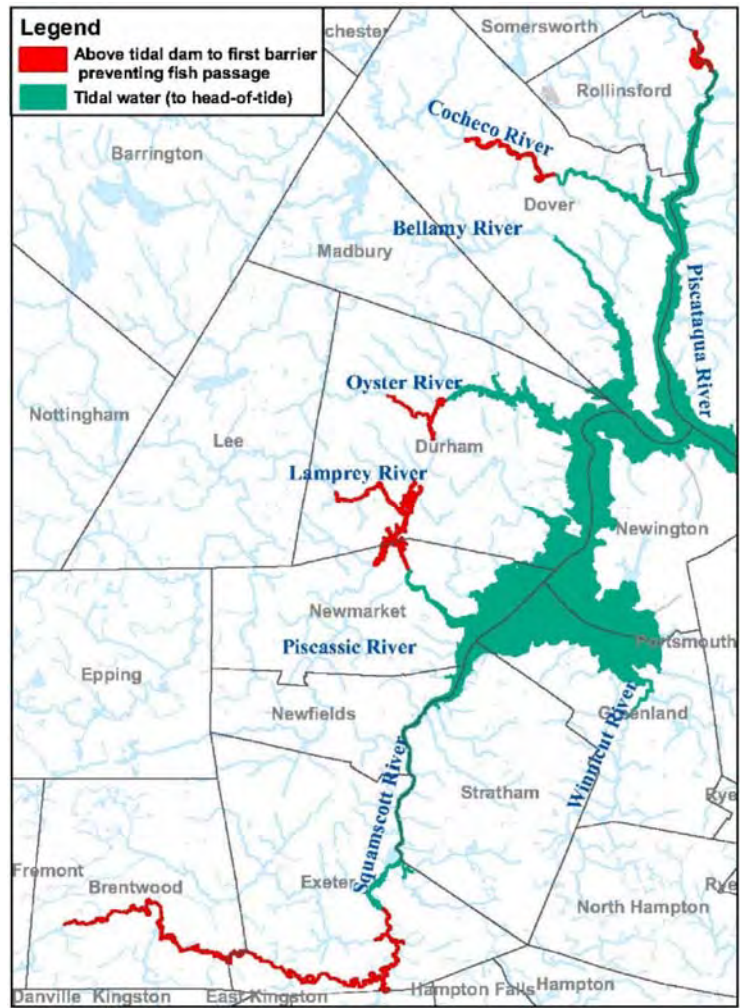 Legend
Above tidal dam to first barrier
preventing fish passage
Tidal water (to head-of-tide)
chester
Somersworth
Rollinsford
Cocheco River
Barrington
Dover
Bellamy River
Madbury
Piscataqua River
Oyster River
Nottingham
Lee
Durham
Lamprey River
Newington
Newmarket
Portsmouth
Piscassic River
Epping
Greenland
Newfields
Winnicut River
Squamscott River
Stratham
Rye
Fremont
Brentwood
Exeter
Rye
North Hampton
Danville Kingston East Kingston Hampton Falls Hampton